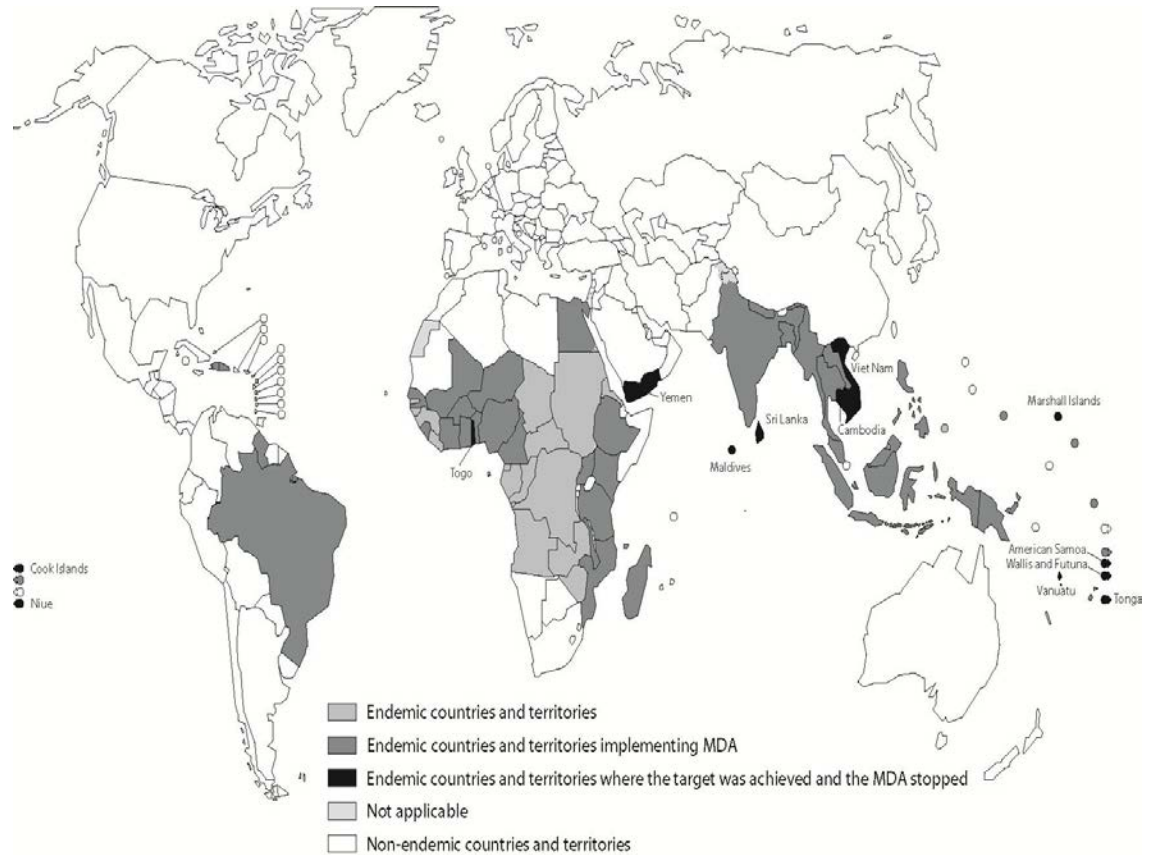 Viet Nam
Yemen
Marshall Islands
Sri Lanka
Cambodia
Togo
Maldives
American Samoa
Wallis and Futuna
Cook Islands
Vanuatu
Niue
Tonga
Endemic countries and territories
Endemic countries and territories implementing MDA
Endemic countries and territories where the target was achieved and the MDA stopped
Not applicable
Non-endemic countries and territories